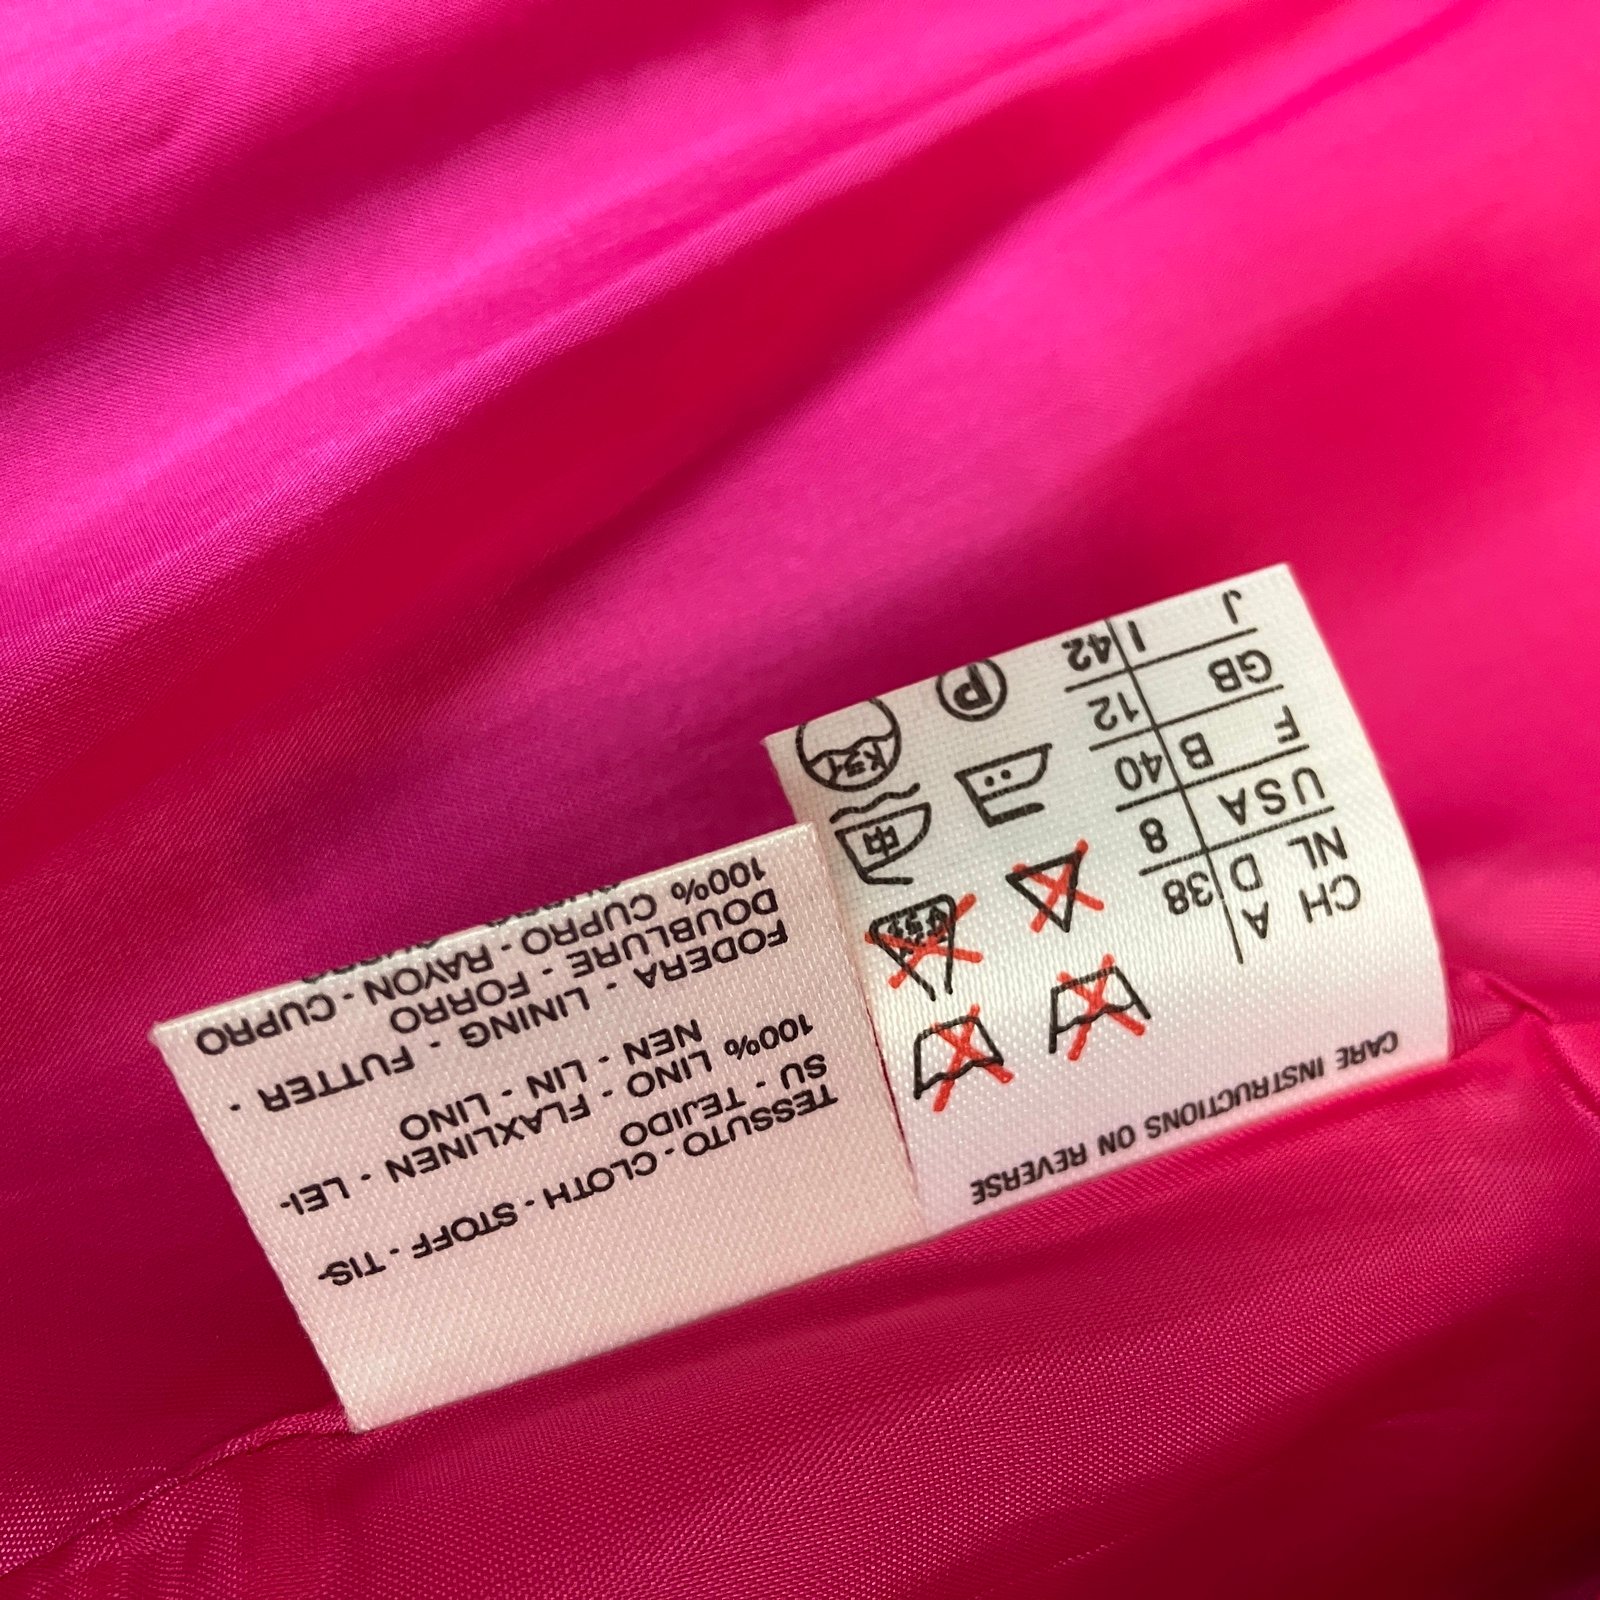 CARE INSTRUCTIONS ON REVERSE
CH A
NL D 38
USA 8
F B 40
GB 12
J I 42
中
P
TESSUTO - CLOTH - STOFF - TIS-
SU - TEJIDO
100% LINO - FLAXLINEN - LEI-
NEN - LIN - LINO
FODERA - LINING - FUTTER -
DOUBLURE - FORRO
100% CUPRO - RAYON - CUPRO